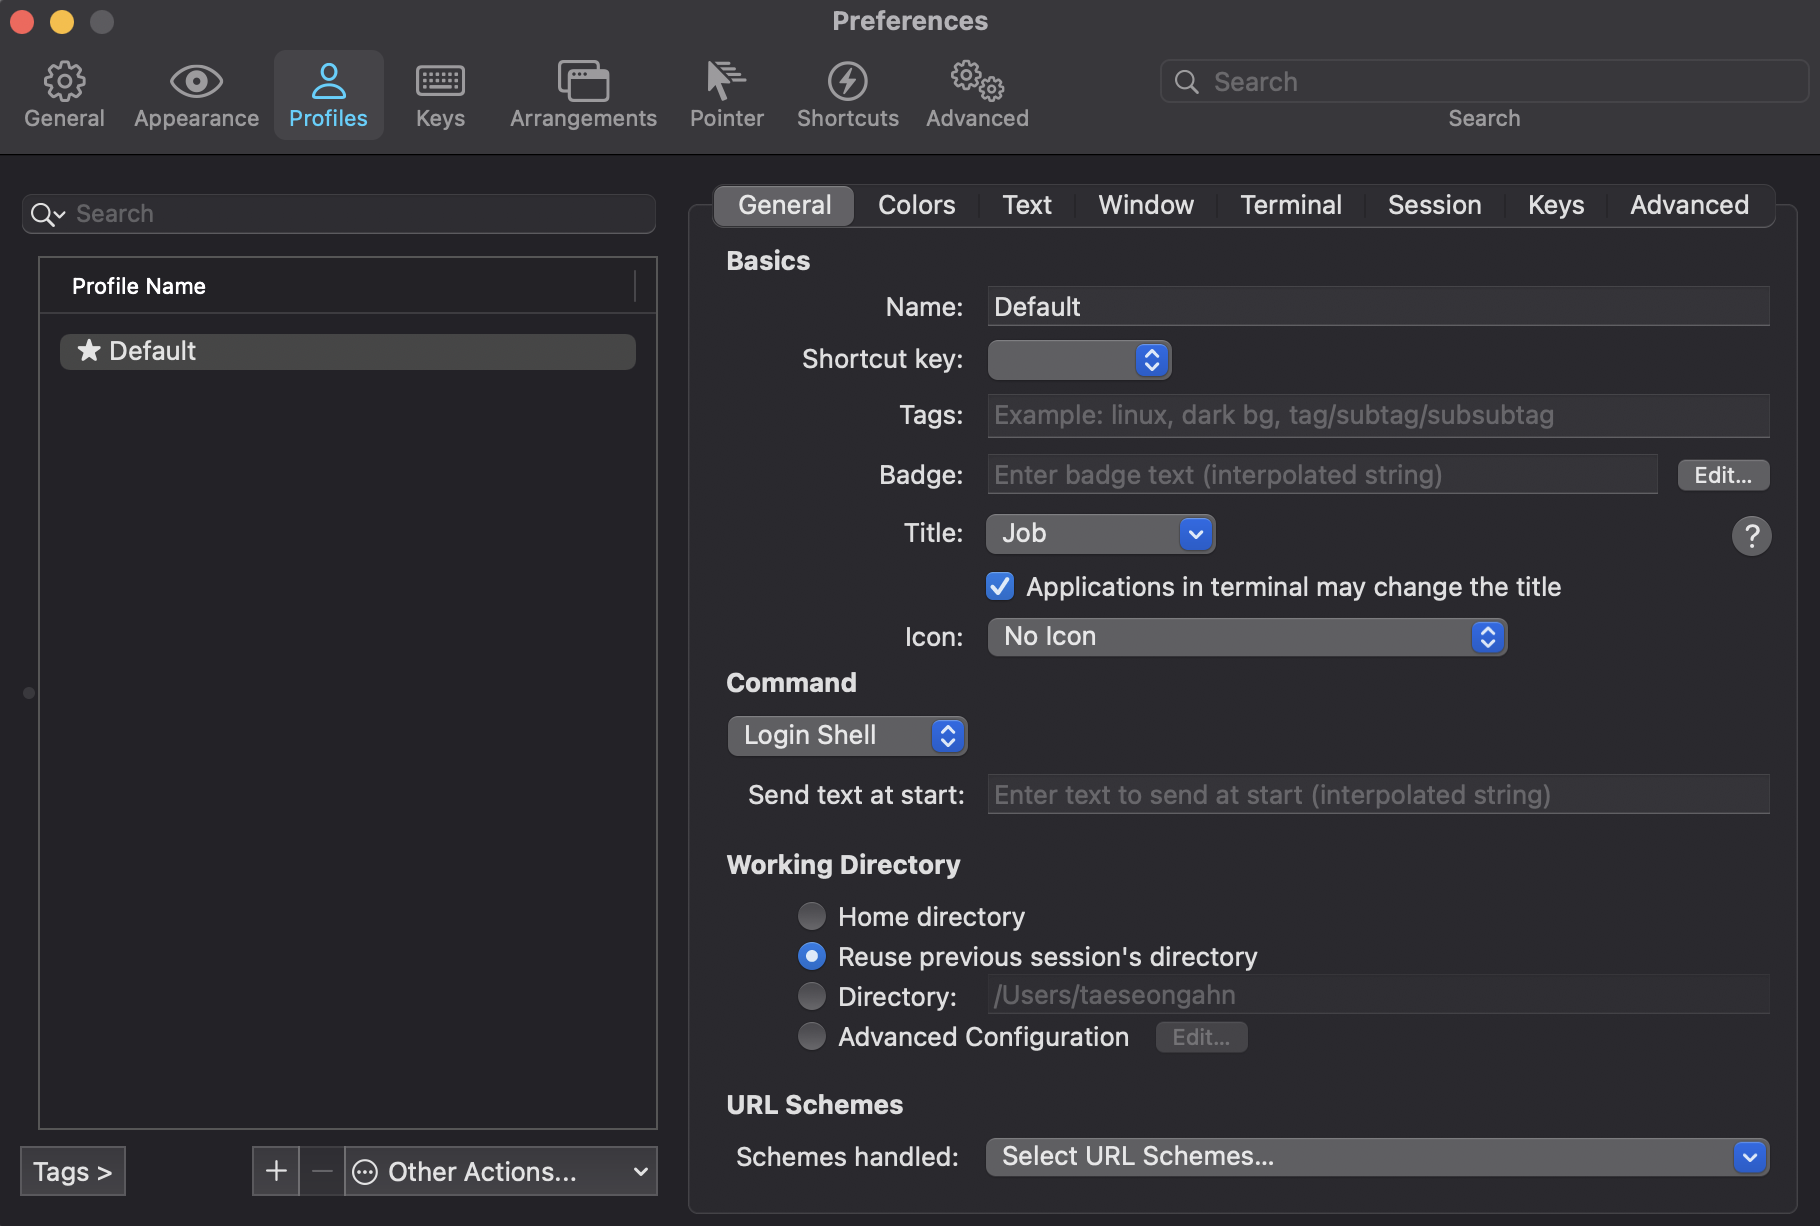 Preferences
General Appearance Profiles Keys Arrangements Pointer Shortcuts Advanced
Search
Search
Search
Profile Name
Default
Tags >
Other Actions...
General Colors Text Window Terminal Session Keys Advanced
Basics
Name: Default
Shortcut key:
Tags: Example: linux, dark bg, tag/subtag/subsubtag
Badge: Enter badge text (interpolated string) Edit...
Title: Job ?
Applications in terminal may change the title
Icon: No Icon
Command
Login Shell
Send text at start: Enter text to send at start (interpolated string)
Working Directory
Home directory
Reuse previous session's directory
Directory: /Users/taeseongahn
Advanced Configuration Edit...
URL Schemes
Schemes handled: Select URL Schemes...